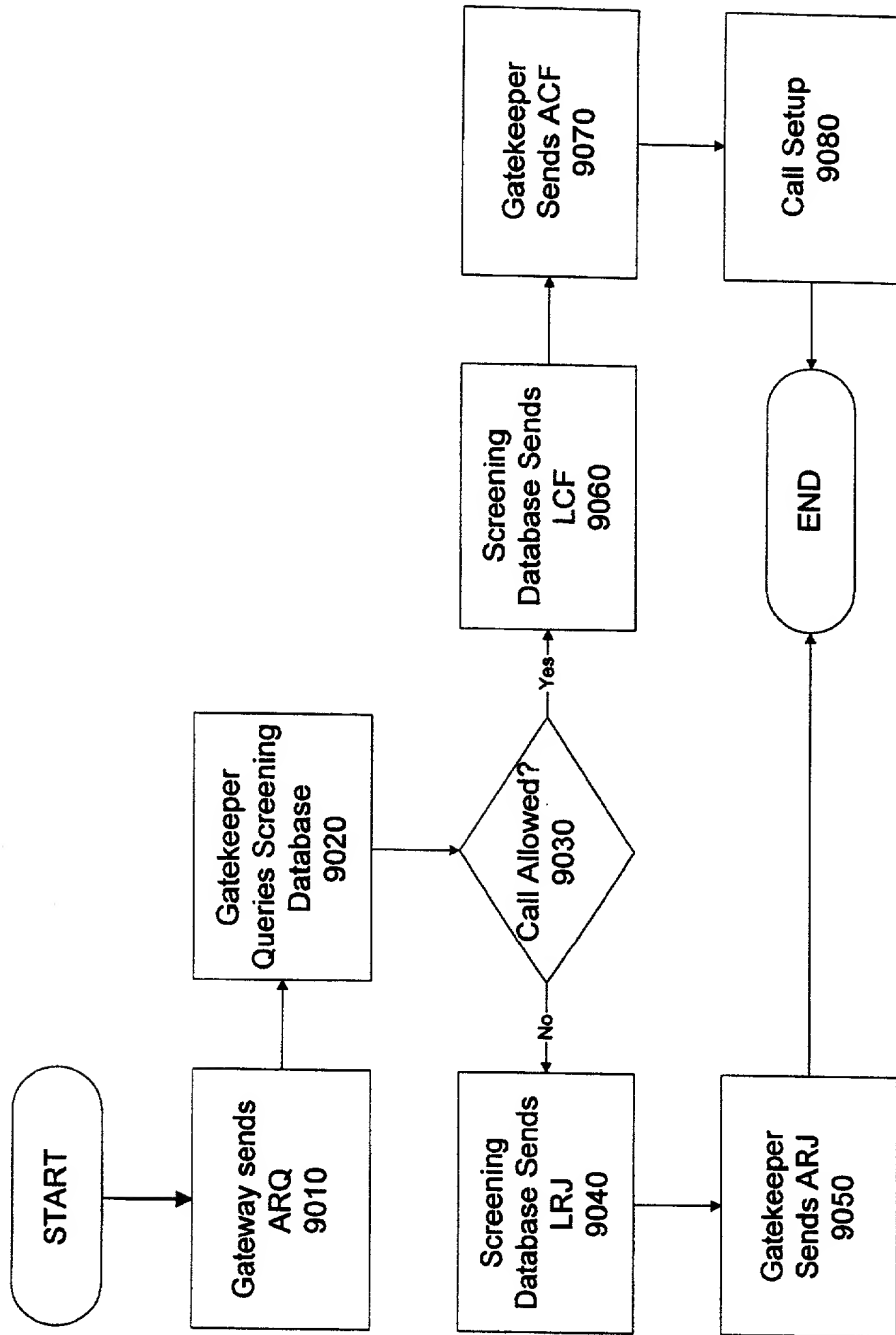 START
Gateway sends
ARQ
9010
Gatekeeper
Queries Screening
Database
9020
Call Allowed?
9030
No
Yes
Screening
Database Sends
LRJ
9040
Gatekeeper
Sends ARJ
9050
Screening
Database Sends
LCF
9060
Gatekeeper
Sends ACF
9070
Call Setup
9080
END